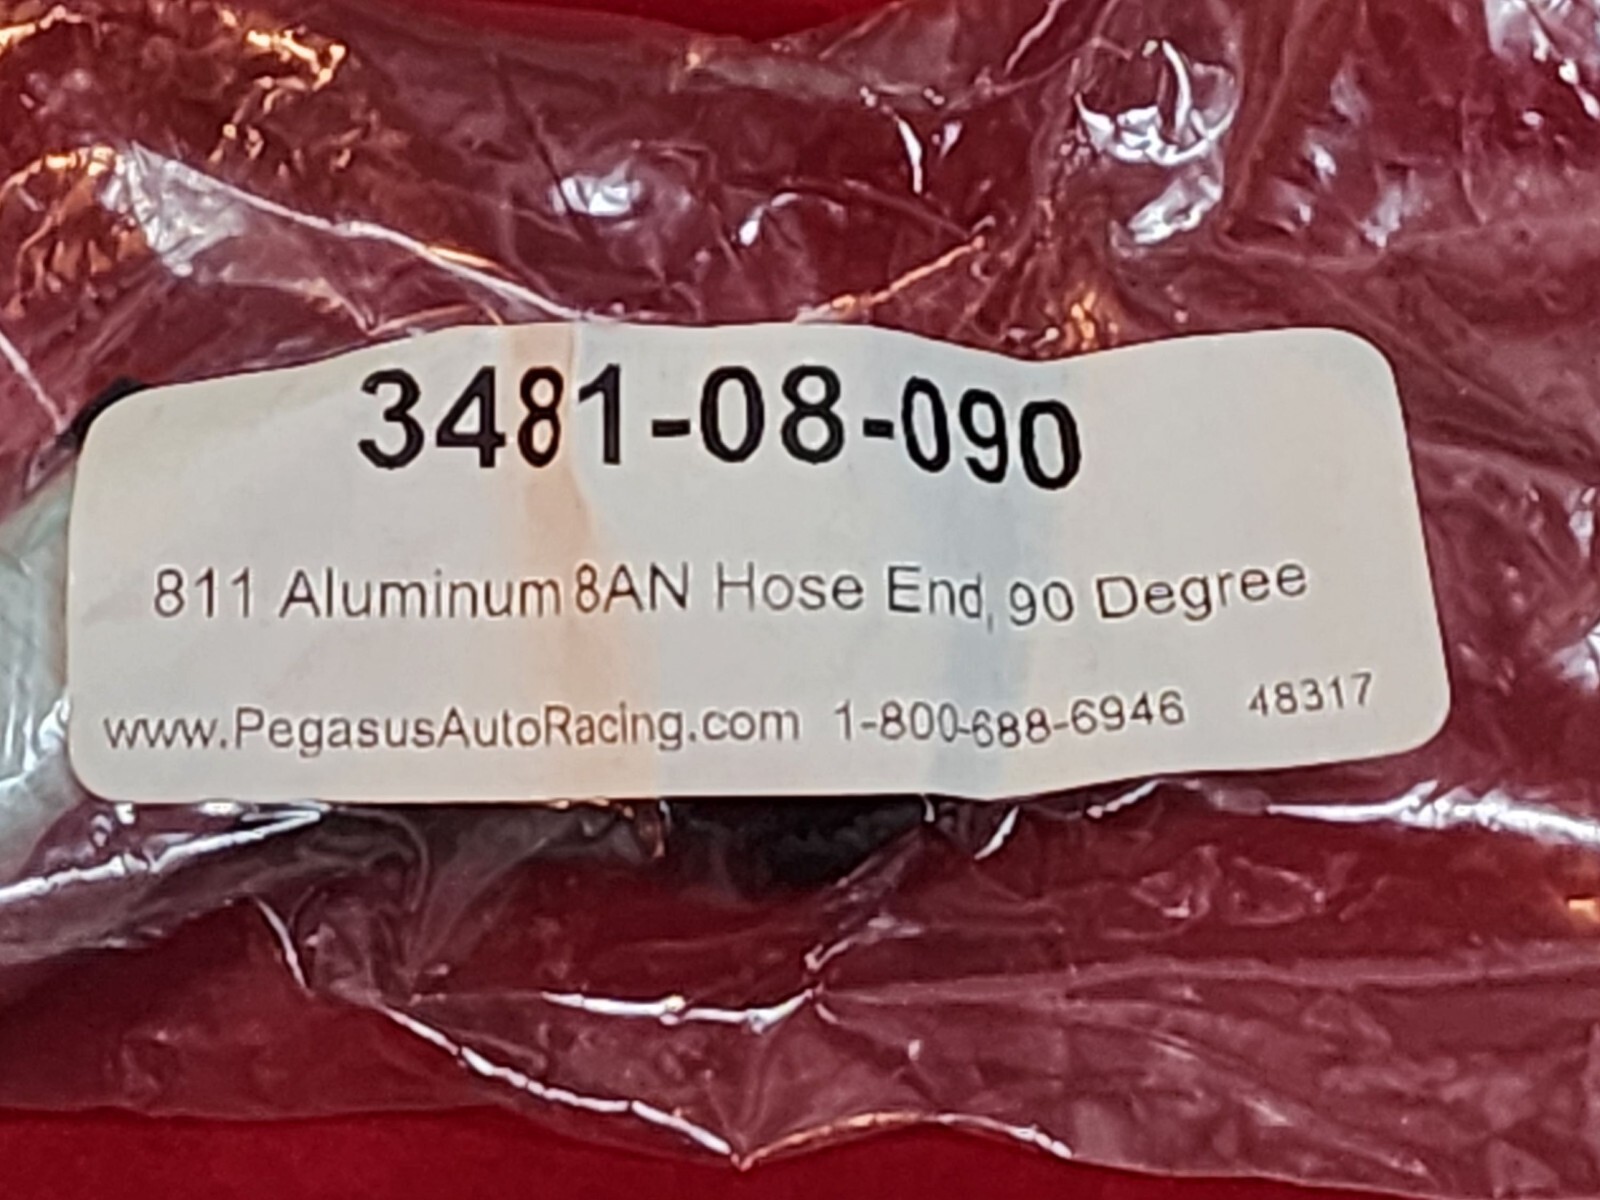 3481-08-090
811 Aluminum 8AN Hose End, 90 Degree
www.PegasusAutoRacing.com 1-800-688-6946 48317